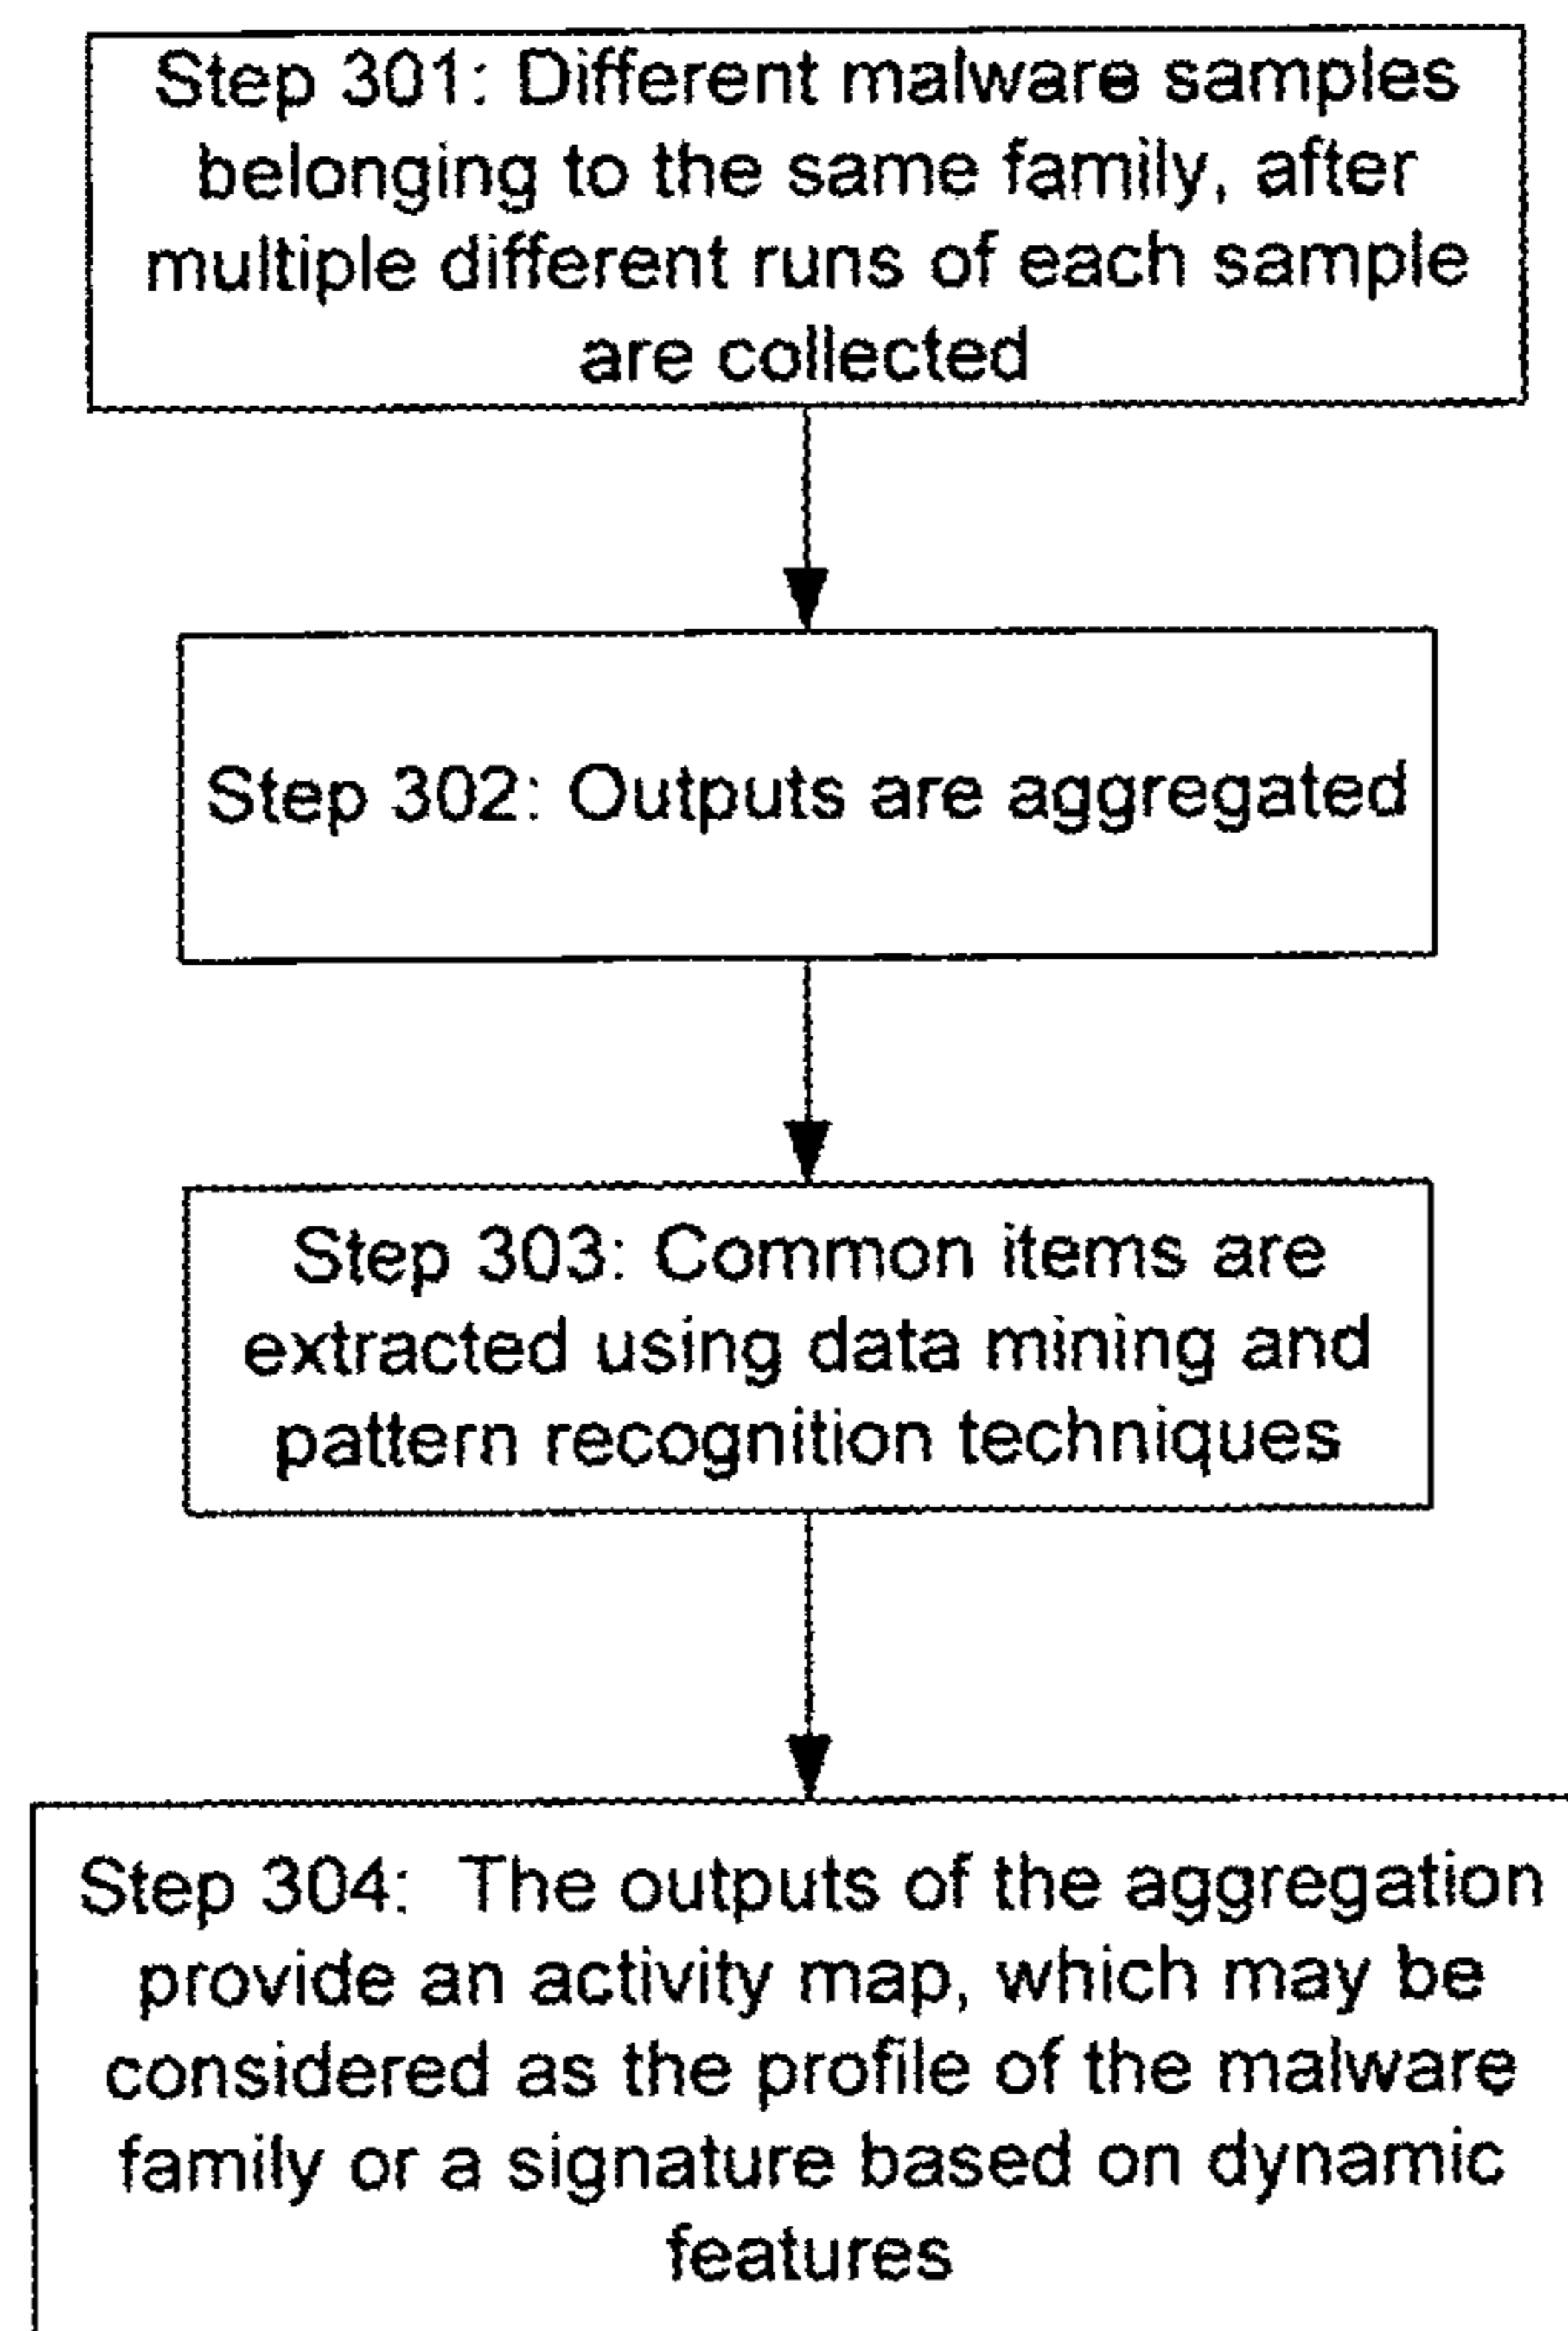 Step 301: Different malware samples
belonging to the same family, after
multiple different runs of each sample
are collected
Step 302: Outputs are aggregated
Step 303: Common items are
extracted using data mining and
pattern recognition techniques
Step 304: The outputs of the aggregation
provide an activity map, which may be
considered as the profile of the malware
family or a signature based on dynamic
features